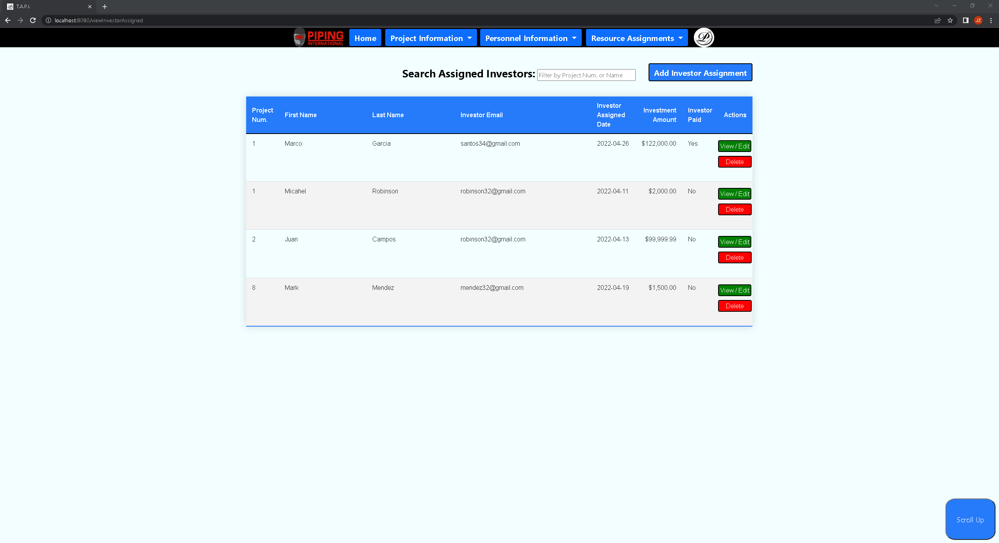 T.A.P.I.
localhost:8080/viewInvestorAssigned
JZ
PIPING
INTERNATIONAL
Home
Project Information
Personnel Information
Resource Assignments
Search Assigned Investors:
Filter by Project Num. or Name
Add Investor Assignment
Project Num.
First Name
Last Name
Investor Email
Investor Assigned Date
Investment Amount
Investor Paid
Actions
1 Marco Garcia santos34@gmail.com 2022-04-26 $122,000.00 Yes View / Edit
Delete
1 Micahel Robinson robinson32@gmail.com 2022-04-11 $2,000.00 No View / Edit
Delete
2 Juan Campos robinson32@gmail.com 2022-04-13 $99,999.99 No View / Edit
Delete
8 Mark Mendez mendez32@gmail.com 2022-04-19 $1,500.00 No View / Edit
Delete
Scroll Up